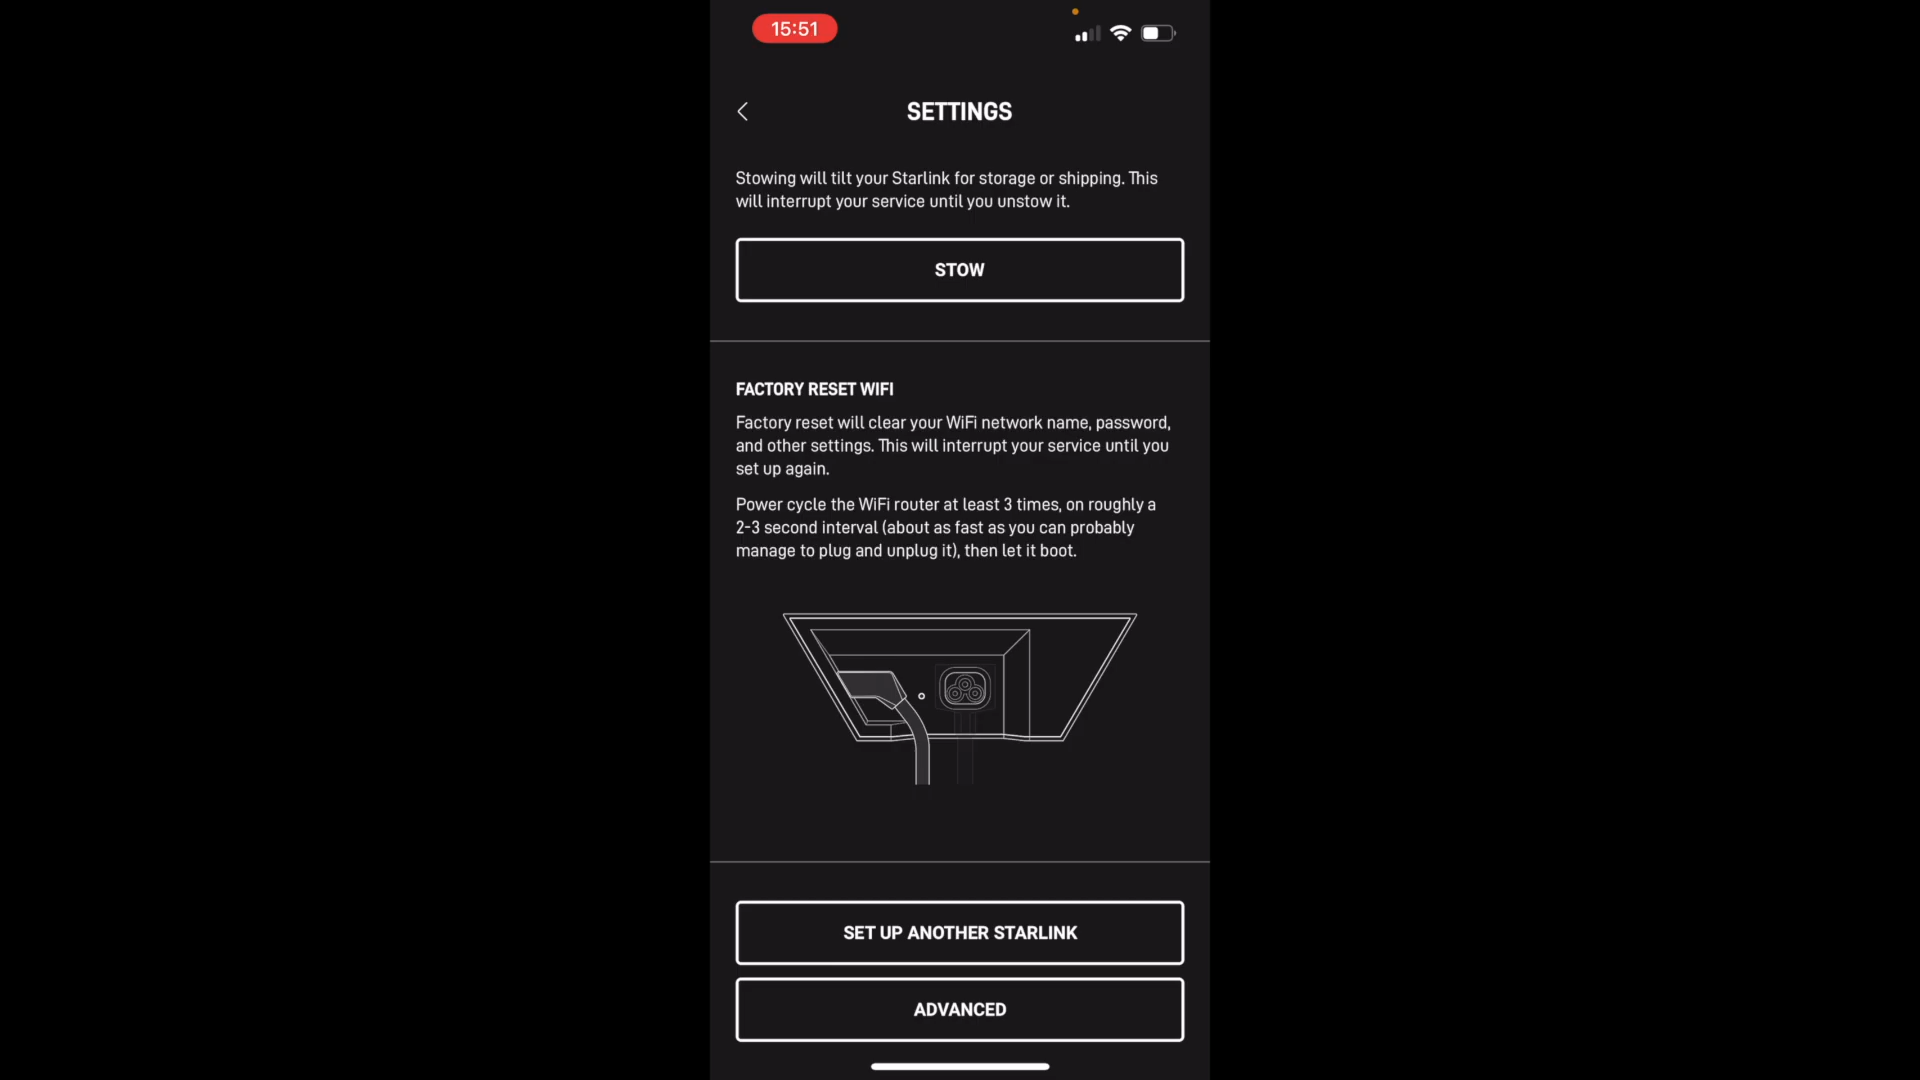 15:51
SETTINGS
Stowing will tilt your Starlink for storage or shipping. This
will interrupt your service until you unstow it.
STOW
FACTORY RESET WIFI
Factory reset will clear your WiFi network name, password,
and other settings. This will interrupt your service until you
set up again.
Power cycle the WiFi router at least 3 times, on roughly a
2-3 second interval (about as fast as you can probably
manage to plug and unplug it), then let it boot.
SET UP ANOTHER STARLINK
ADVANCED